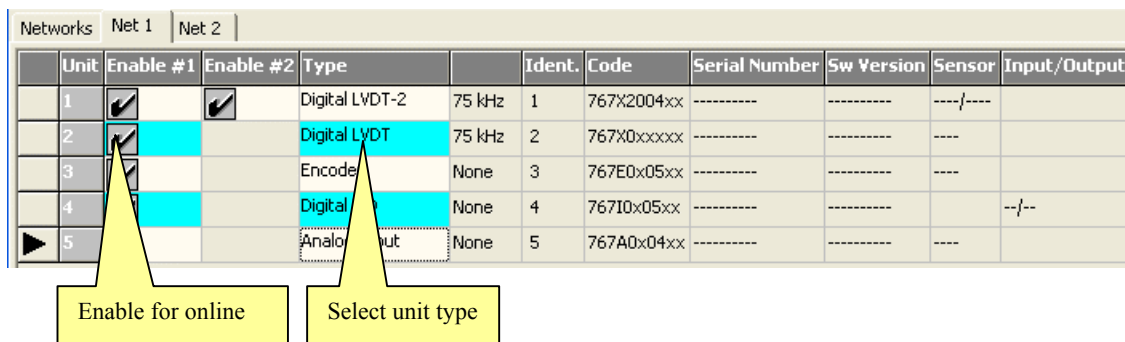 Networks Net 1 Net 2
Unit Enable #1 Enable #2 Type Ident. Code Serial Number Sw Version Sensor Input/Output
1 Digital LVDT-2 75 kHz 1 767X2004xx ---------- ---------- ----/----
2 Digital LVDT 75 kHz 2 767X0xxxxx ---------- ---------- ----
3 Encode None 3 767E0x05xx ---------- ---------- ----
4 Digital None 4 767I0x05xx ---------- ---------- --/--
5 None 5 767A0x04xx ---------- ---------- ----
Enable for online Select unit type